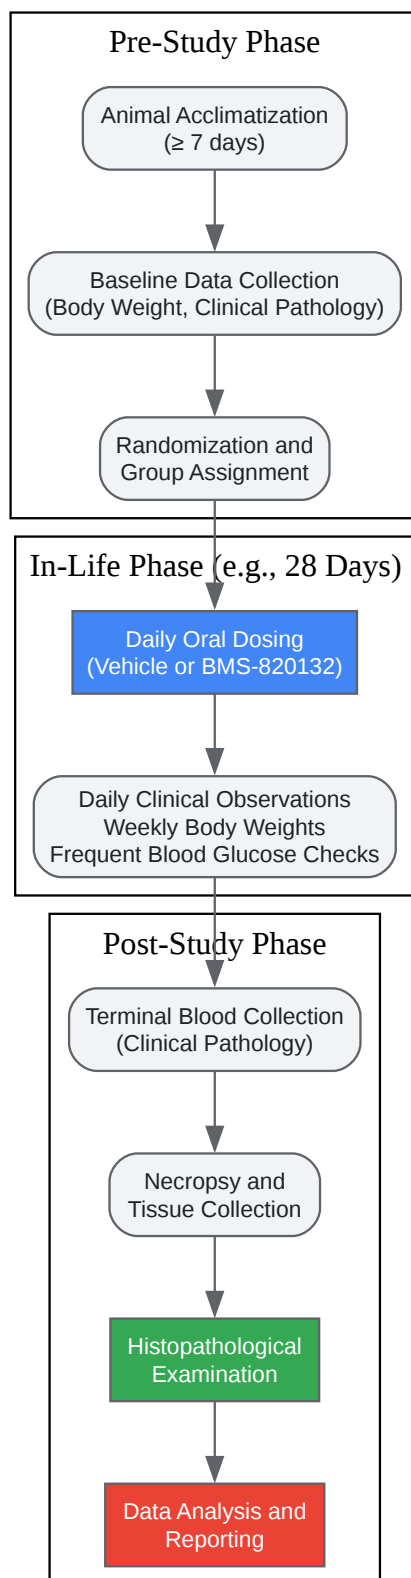 Pre-Study Phase
Animal Acclimatization
(≥ 7 days)
Baseline Data Collection
(Body Weight, Clinical Pathology)
Randomization and
Group Assignment
In-Life Phase (e.g., 28 Days)
Daily Oral Dosing
(Vehicle or BMS-820132)
Daily Clinical Observations
Weekly Body Weights
Frequent Blood Glucose Checks
Post-Study Phase
Terminal Blood Collection
(Clinical Pathology)
Necropsy and
Tissue Collection
Histopathological
Examination
Data Analysis and
Reporting